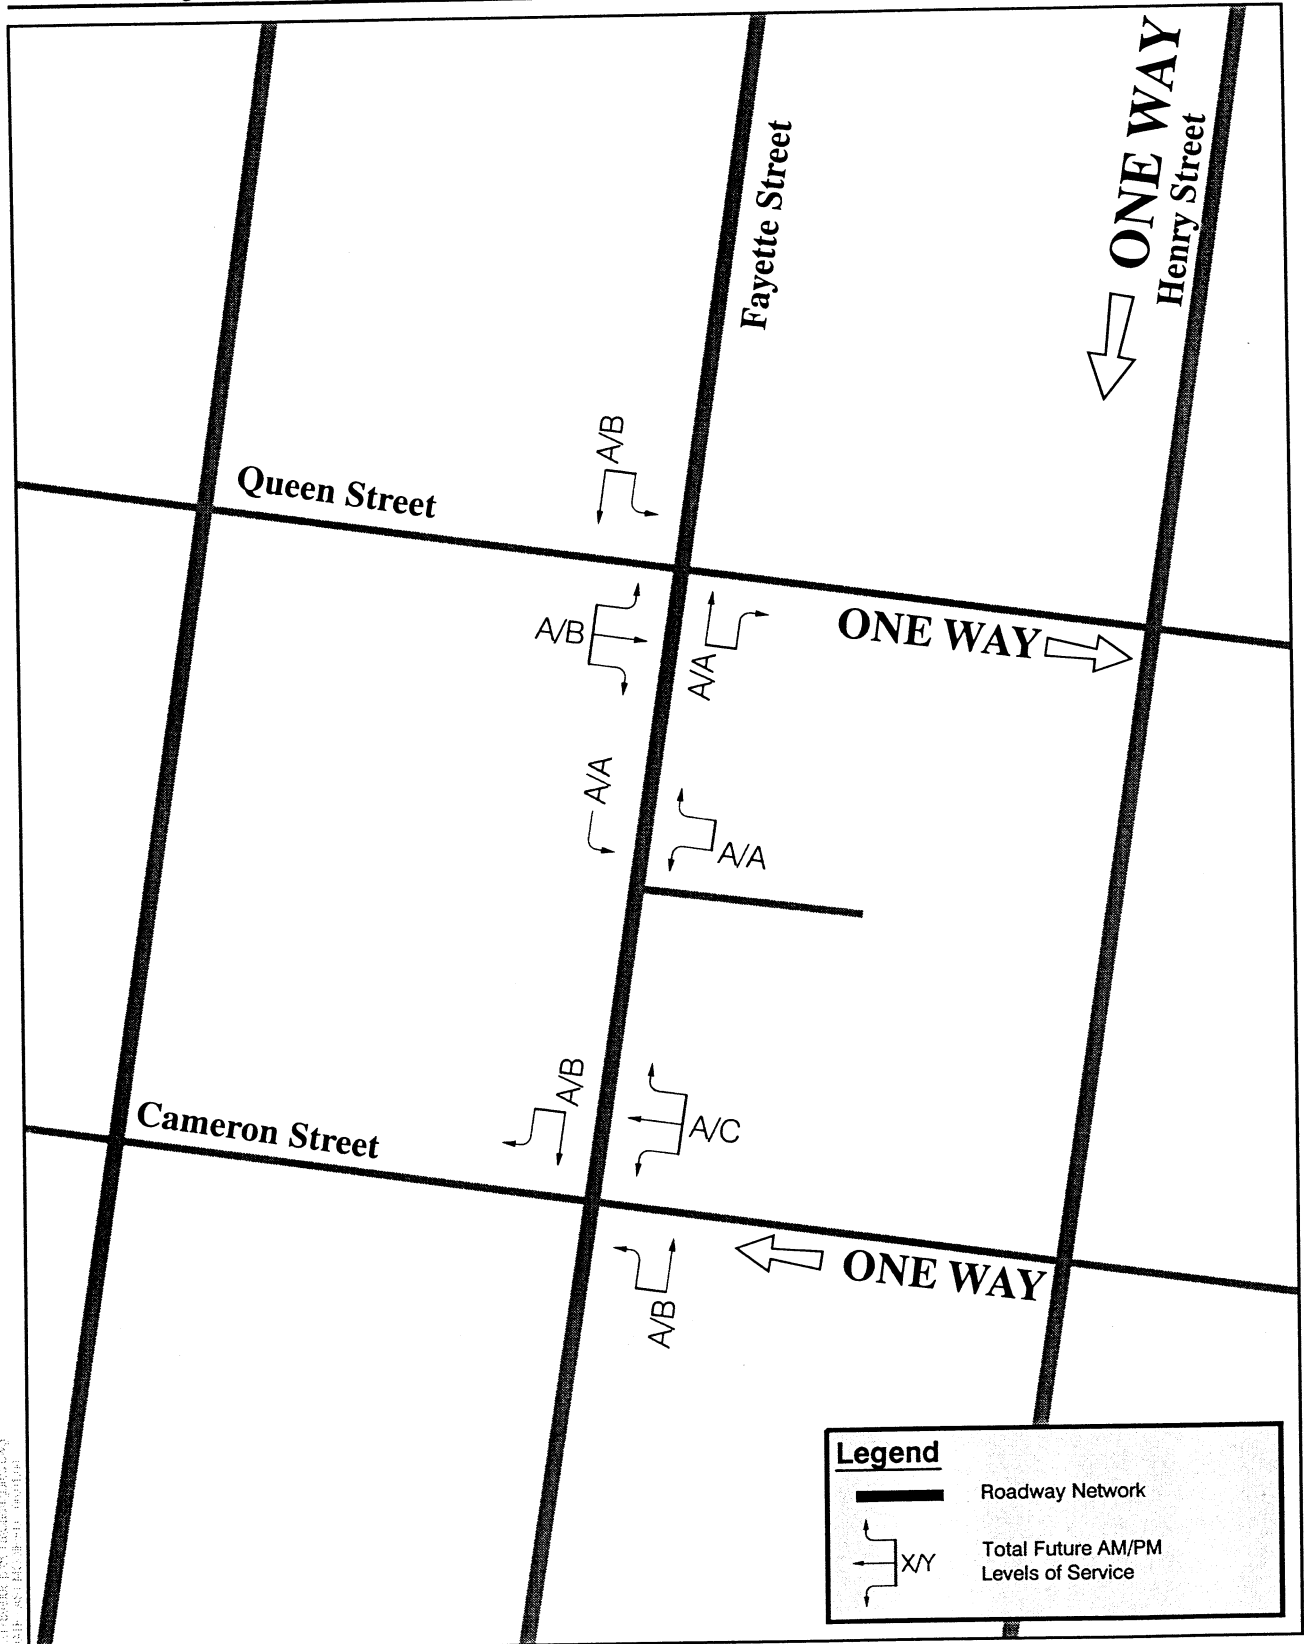 ONE WAY
Henry Street
Fayette Street
A/B
Queen Street
A/B
A/A
ONE WAY
A/A
A/A
A/B
A/C
Cameron Street
ONE WAY
A/B
Legend
Roadway Network
X/Y
Total Future AM/PM
Levels of Service